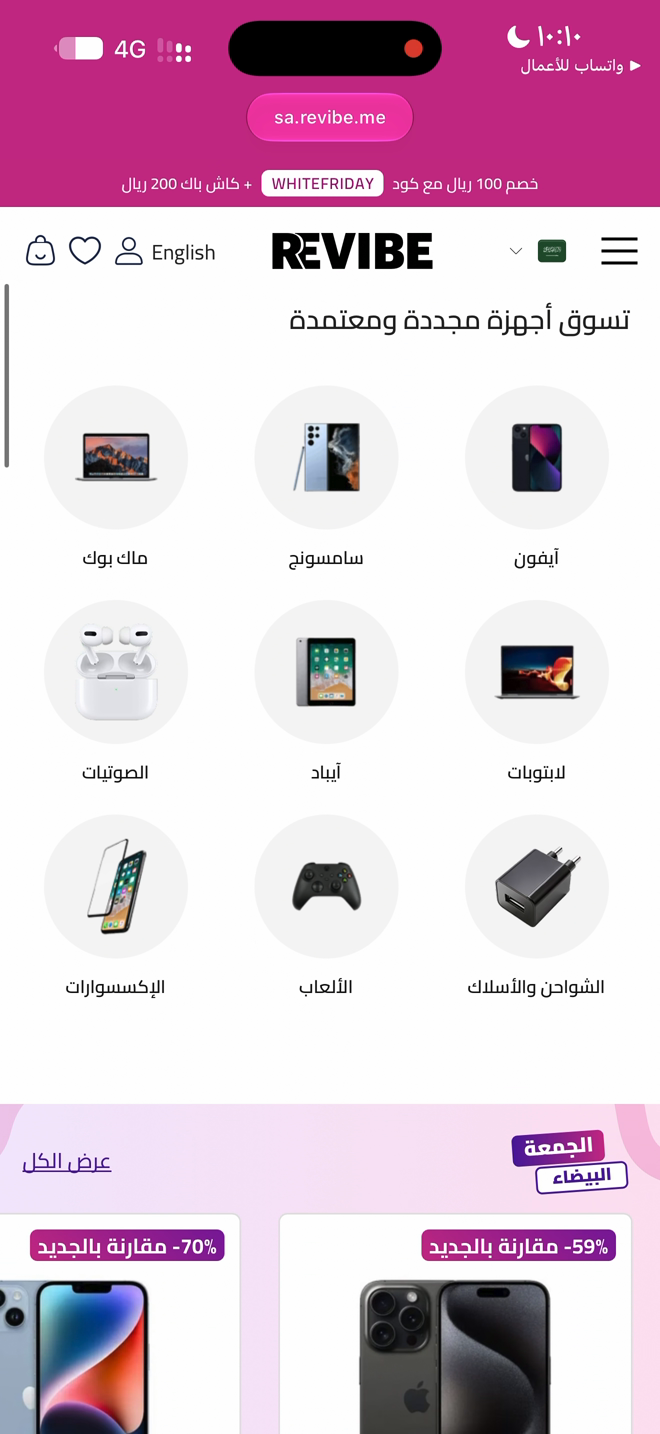 ١٠:١٠
4G
◀ واتساب للأعمال
sa.revibe.me
خصم 100 ريال مع كود WHITEFRIDAY + كاش باك 200 ريال
REVIBE
English
تسوق أجهزة مجددة ومعتمدة
آيفون
سامسونج
ماك بوك
لابتوبات
آيباد
الصوتيات
الشواحن والأسلاك
الألعاب
الإكسسوارات
الجمعة
البيضاء
عرض الكل
-59% مقارنة بالجديد
-70% مقارنة بالجديد